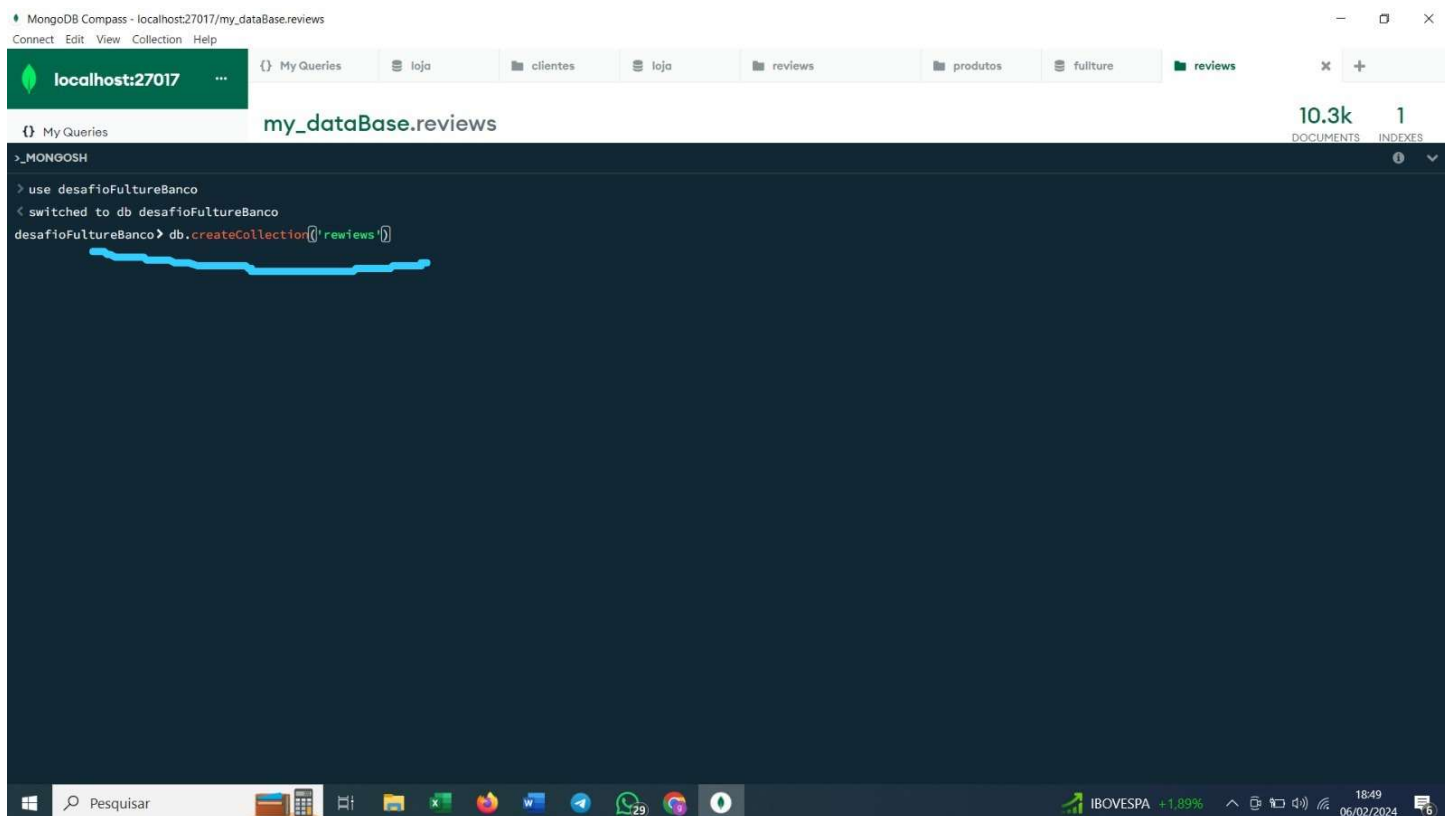 MongoDB Compass - localhost:27017/my_dataBase.reviews
Connect Edit View Collection Help
localhost:27017 ...
{} My Queries loja clientes loja reviews produtos fullture reviews × +
{} My Queries
my_dataBase.reviews
10.3k 1
DOCUMENTS INDEXES
>_MONGOSH
> use desafioFultureBanco
< switched to db desafioFultureBanco
desafioFultureBanco> db.createCollection('rewiews')
Pesquisar
29
IBOVESPA +1,89%
18:49
06/02/2024
6